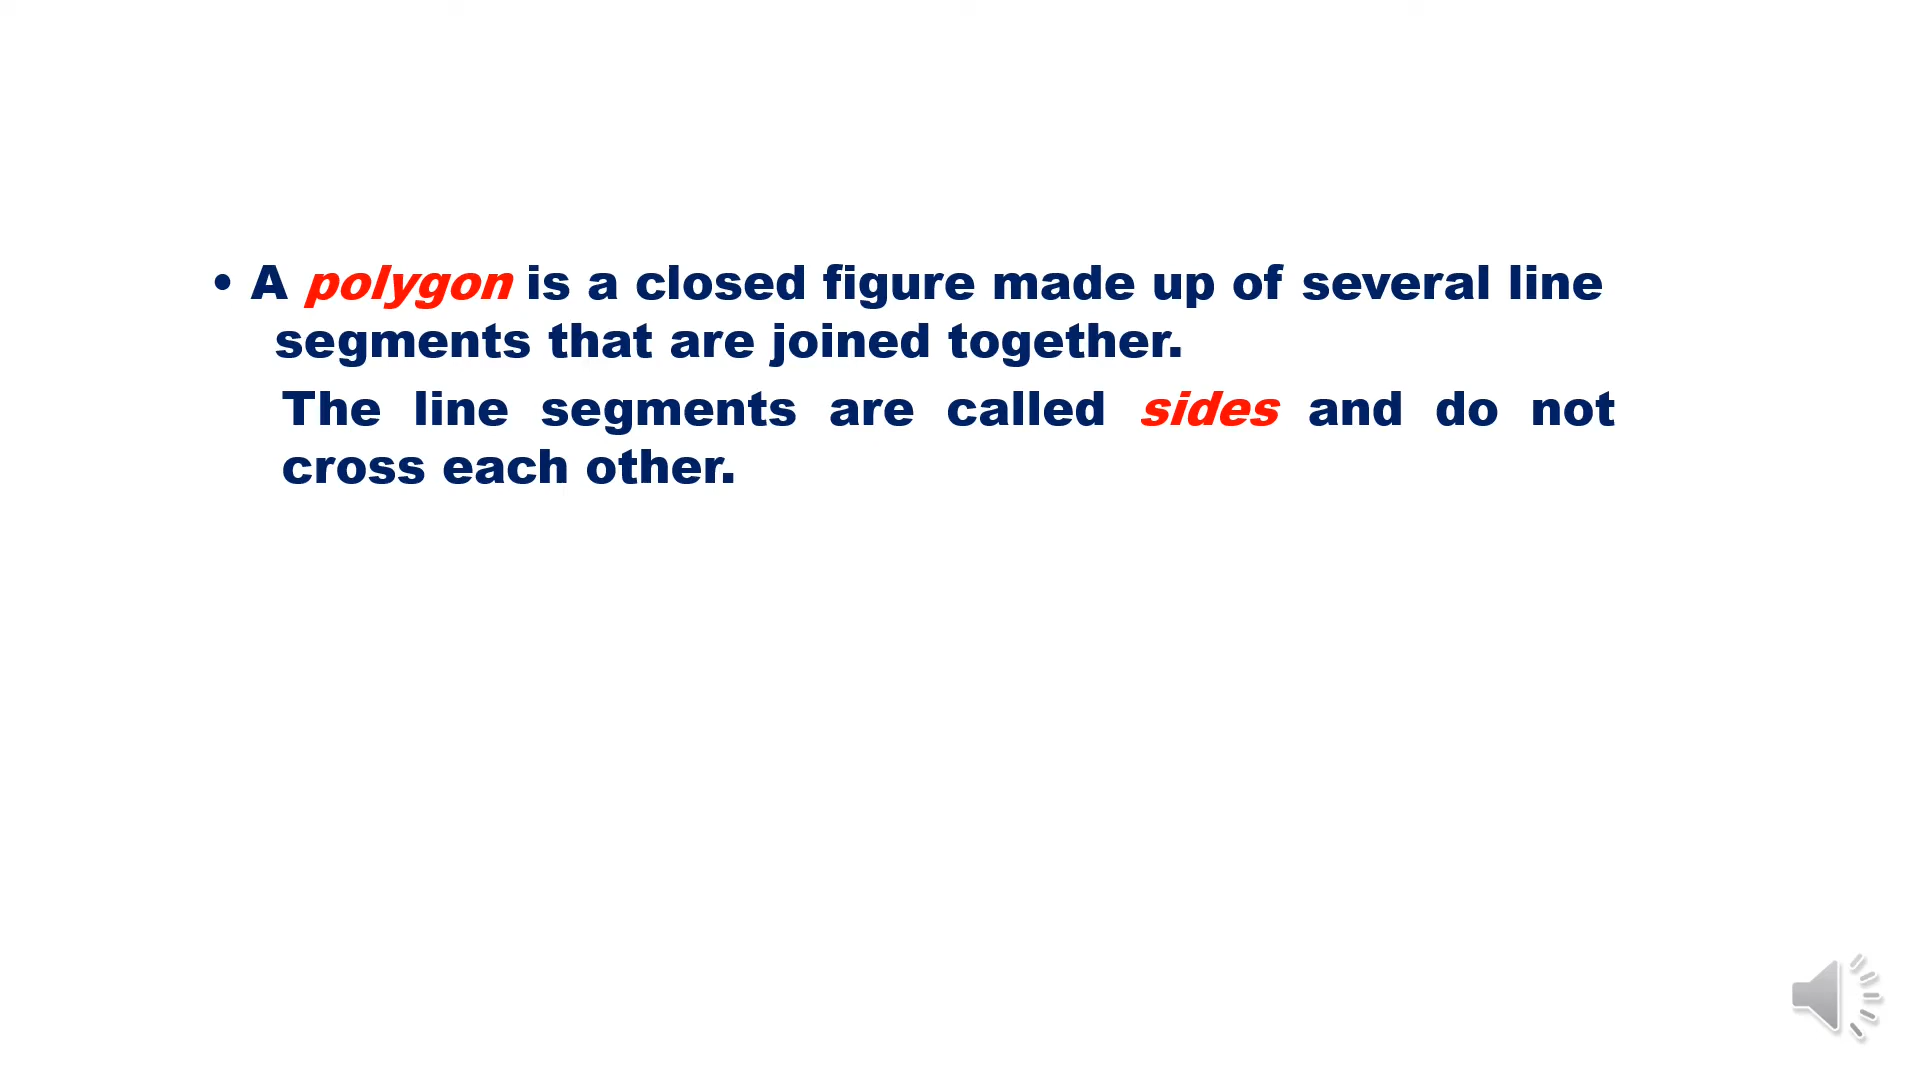 • A polygon is a closed figure made up of several line
segments that are joined together.
The line segments are called sides and do not
cross each other.